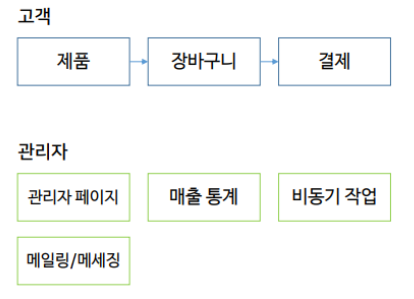 고객
제품
장바구니
결제
관리자
관리자 페이지
매출 통계
비동기 작업
메일링/메세징